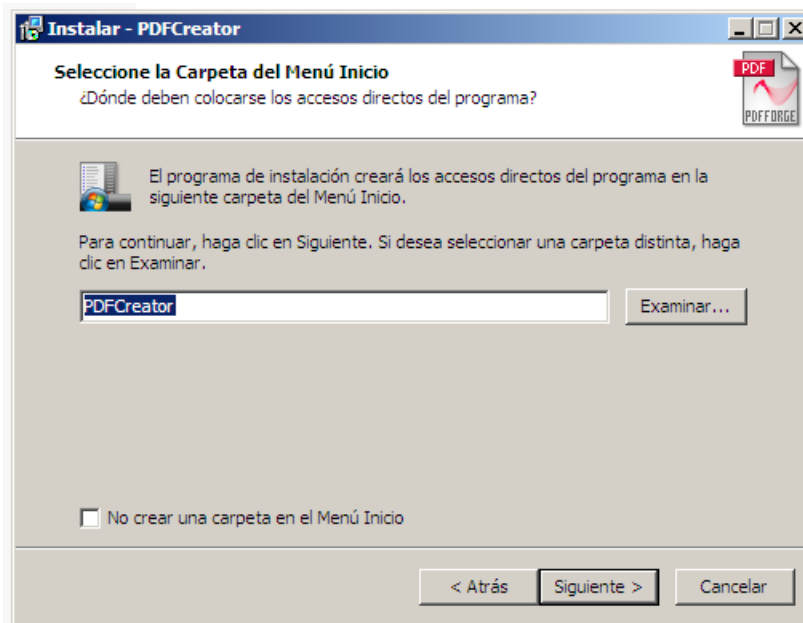 Instalar - PDFCreator
Seleccione la Carpeta del Menú Inicio
¿Dónde deben colocarse los accesos directos del programa?
PDF
PDFFORGE
El programa de instalación creará los accesos directos del programa en la
siguiente carpeta del Menú Inicio.
Para continuar, haga clic en Siguiente. Si desea seleccionar una carpeta distinta, haga
clic en Examinar.
PDFCreator
Examinar...
No crear una carpeta en el Menú Inicio
< Atrás
Siguiente >
Cancelar